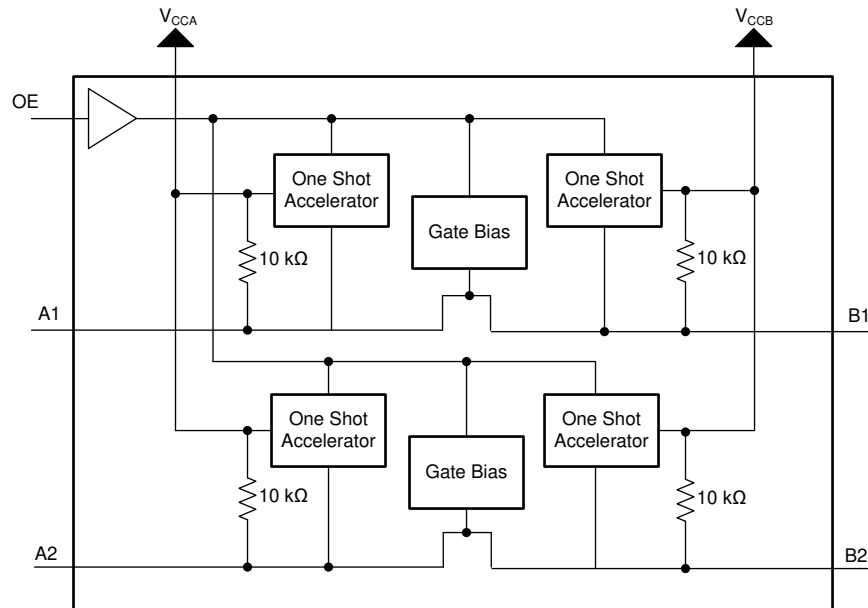 VCCA
VCCB
OE
One Shot
Accelerator
One Shot
Accelerator
Gate Bias
10 kΩ
10 kΩ
A1
B1
One Shot
Accelerator
One Shot
Accelerator
Gate Bias
10 kΩ
10 kΩ
A2
B2